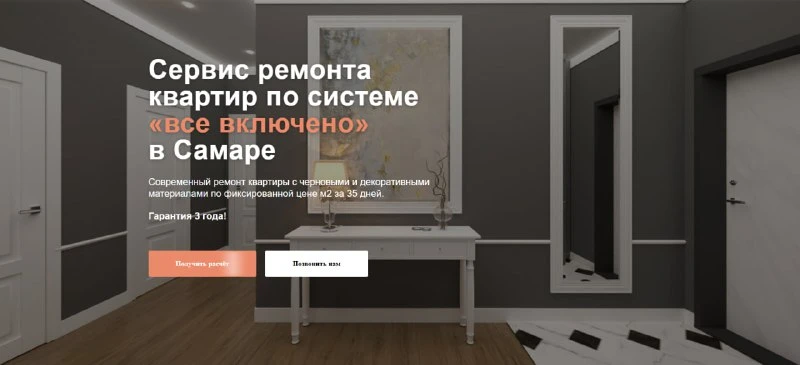 Сервис ремонта
квартир по системе
«все включено»
в Самаре
Современный ремонт квартиры с черновыми и декоративными
материалами по фиксированной цене м2 за 35 дней.
Гарантия 3 года!
Получить расчёт
Позвонить нам